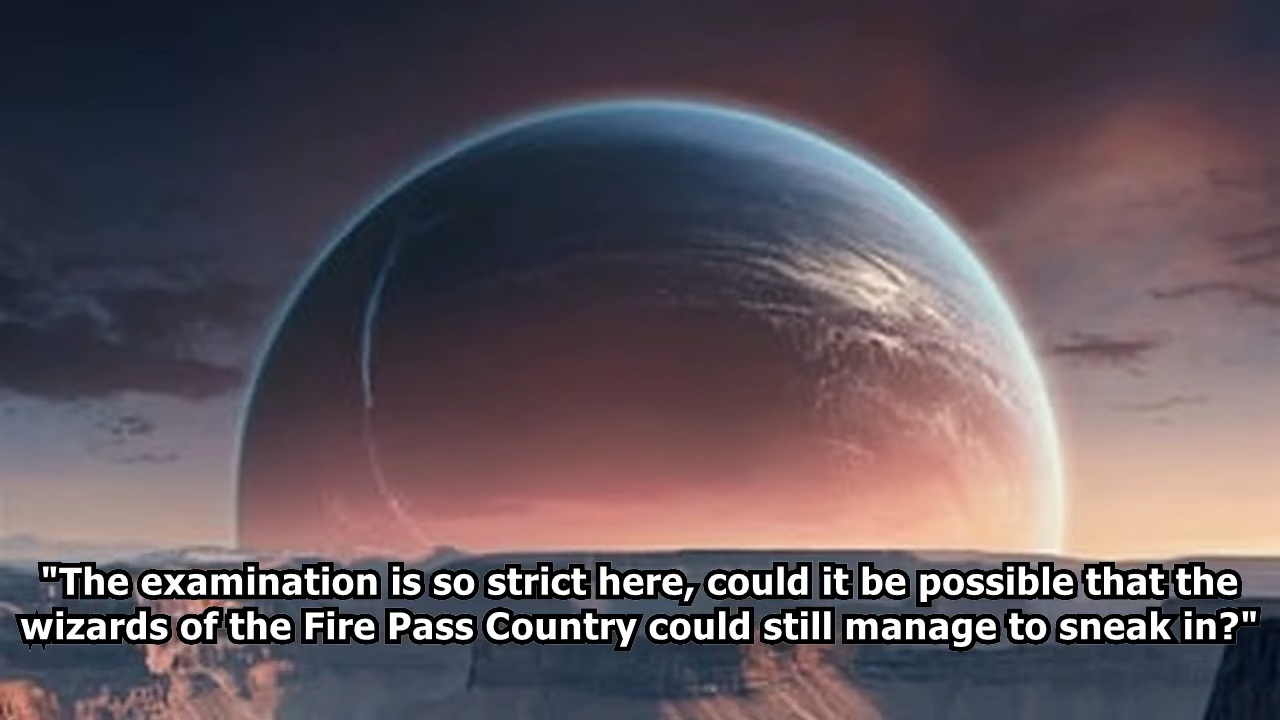 "The examination is so strict here, could it be possible that the
wizards of the Fire Pass Country could still manage to sneak in?"